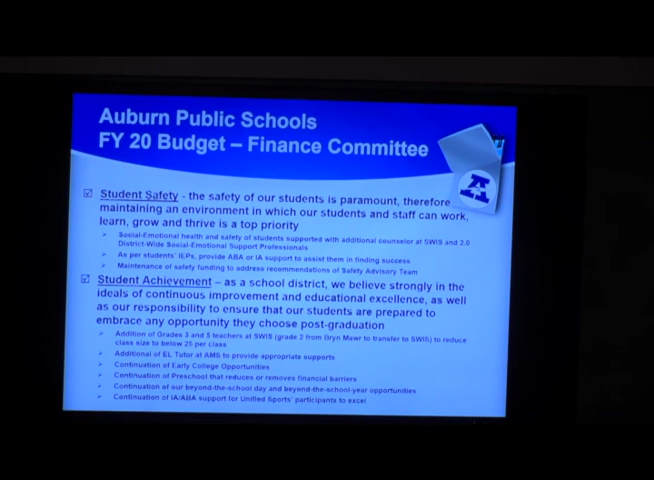 Auburn Public Schools
FY 20 Budget – Finance Committee
A
☑ Student Safety - the safety of our students is paramount, therefore
maintaining an environment in which our students and staff can work,
learn, grow and thrive is a top priority
➢ Social-Emotional health and safety of students supported with additional counselor at SWIS and 2.0
District-Wide Social-Emotional Support Professionals
➢ As per students' IEPs, provide ABA or IA support to assist them in finding success
➢ Maintenance of safety funding to address recommendations of Safety Advisory Team
☑ Student Achievement – as a school district, we believe strongly in the
ideals of continuous improvement and educational excellence, as well
as our responsibility to ensure that our students are prepared to
embrace any opportunity they choose post-graduation
➢ Addition of Grades 3 and 5 teachers at SWIS (grade 2 from Bryn Mawr to transfer to SWIS) to reduce
class size to below 25 per class
➢ Additional of EL Tutor at AMS to provide appropriate supports
➢ Continuation of Early College Opportunities
➢ Continuation of Preschool that reduces or removes financial barriers
➢ Continuation of our beyond-the-school day and beyond-the-school-year opportunities
➢ Continuation of IA/ABA support for Unified Sports' participants to excel